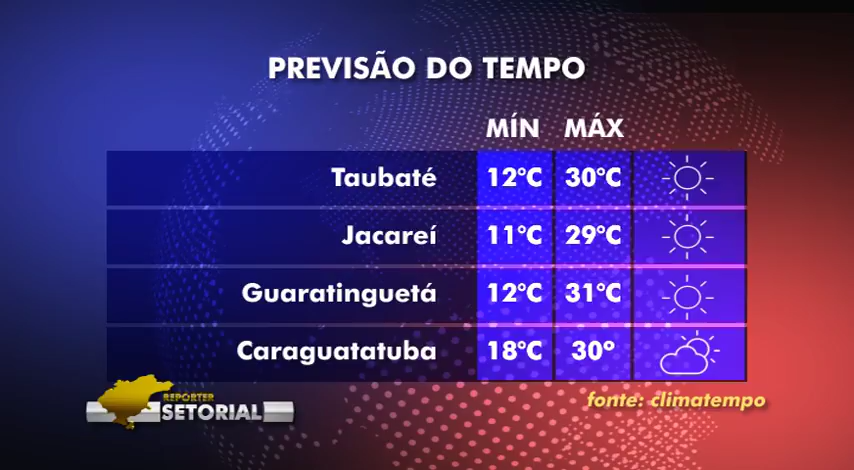 PREVISÃO DO TEMPO
MÍN MÁX
Taubaté 12°C 30°C
Jacareí 11°C 29°C
Guaratinguetá 12°C 31°C
Caraguatatuba 18°C 30°
REPÓRTER
SETORIAL
fonte: climatempo